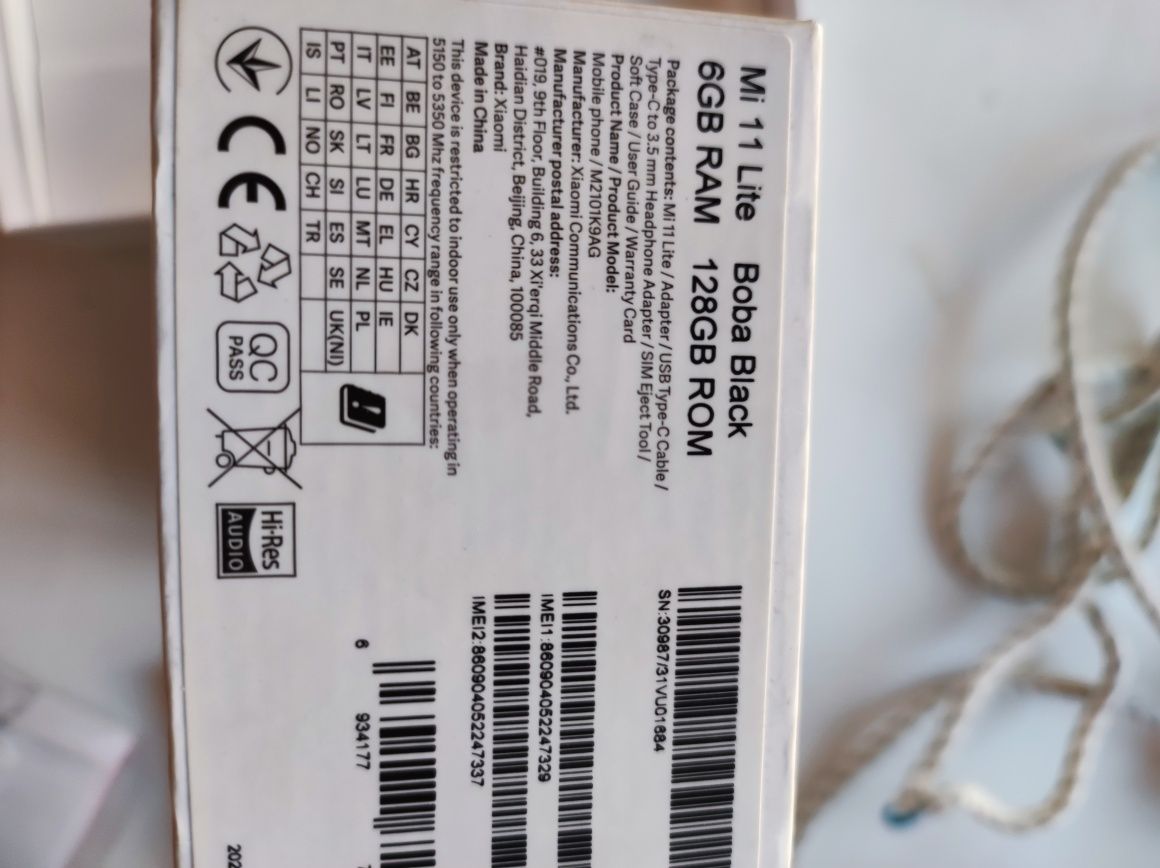 Mi 11 Lite Boba Black
6GB RAM 128GB ROM
Package contents: Mi 11 Lite / Adapter / USB Type-C Cable /
Type-C to 3.5 mm Headphone Adapter / SIM Eject Tool /
Soft Case / User Guide / Warranty Card
Product Name / Product Model:
Mobile phone / M2101K9AG
Manufacturer: Xiaomi Communications Co., Ltd.
Manufacturer postal address:
#019, 9th Floor, Building 6, 33 Xi'erqi Middle Road,
Haidian District, Beijing, China, 100085
Brand: Xiaomi
Made in China
This device is restricted to indoor use only when operating in
5150 to 5350 Mhz frequency range in following countries:
AT BE BG HR CY CZ DK
EE FI FR DE EL HU IE
IT LV LT LU MT NL PL
PT RO SK SI ES SE UK(NI)
IS LI NO CH TR
CE
QC
PASS
Hi-Res
AUDIO
SN:30987/31VU01684
IMEI1:860904052247329
IMEI2:860904052247337
6 934177
202